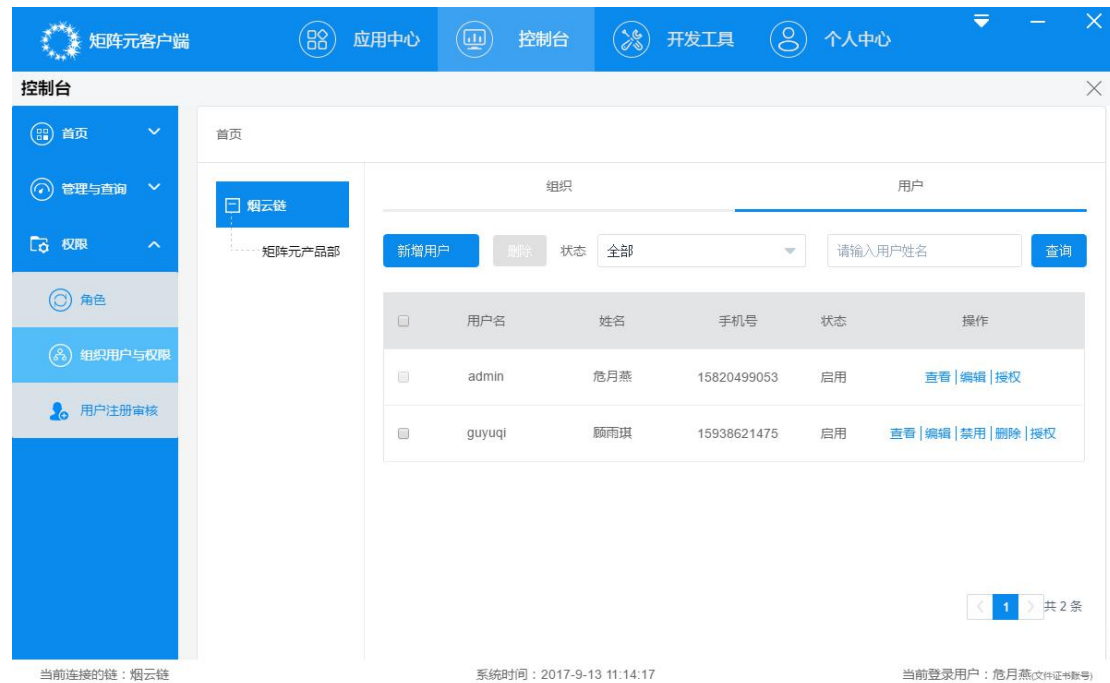 矩阵元客户端 应用中心 控制台 开发工具 个人中心
控制台
首页
管理与查询
权限
角色
组织用户与权限
用户注册审核
首页
烟云链
矩阵元产品部
组织 用户
新增用户 删除 状态 全部 请输入用户姓名 查询
用户名 姓名 手机号 状态 操作
admin 危月燕 15820499053 启用 查看|编辑|授权
guyuqi 顾雨琪 15938621475 启用 查看|编辑|禁用|删除|授权
1 共 2 条
当前连接的链：烟云链 系统时间：2017-9-13 11:14:17 当前登录用户：危月燕(文件证书账号)